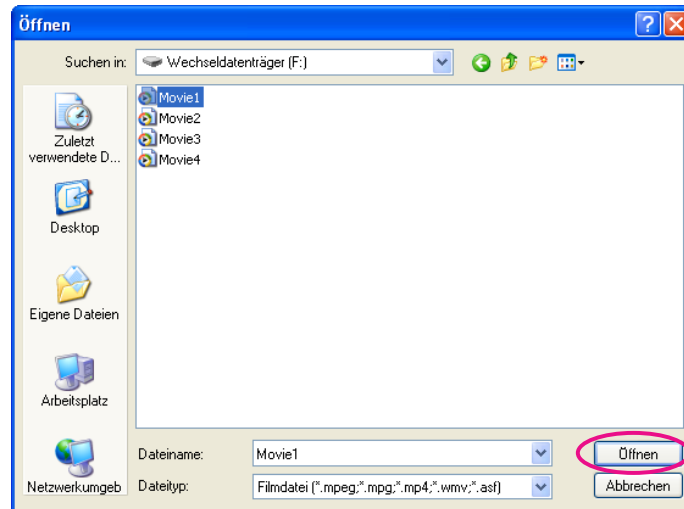 Öffnen
Suchen in:
Wechseldatenträger (F:)
Zuletzt
verwendete D...
Desktop
Eigene Dateien
Arbeitsplatz
Netzwerkumgeb
Movie1
Movie2
Movie3
Movie4
Dateiname:
Movie1
Öffnen
Dateityp:
Filmdatei (*.mpeg;*.mpg;*.mp4;*.wmv;*.asf)
Abbrechen